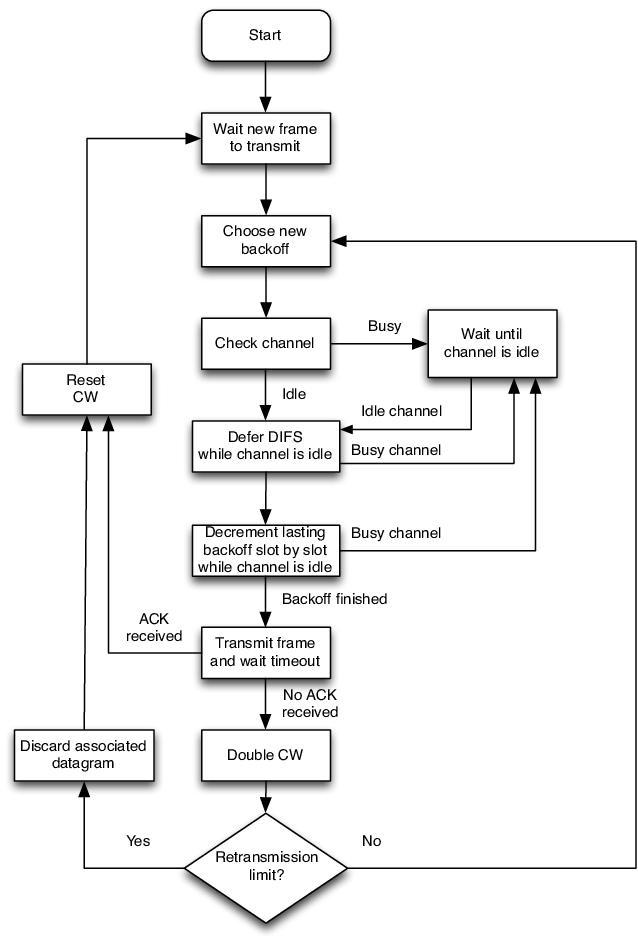 Start
Wait new frame
to transmit
Choose new
backoff
Check channel
Busy
Wait until
channel is idle
Idle
Reset
CW
Idle channel
Defer DIFS
while channel is idle
Busy channel
Decrement lasting
backoff slot by slot
while channel is idle
Busy channel
Backoff finished
ACK
received
Transmit frame
and wait timeout
No ACK
received
Discard associated
datagram
Double CW
Yes
Retransmission
limit?
No